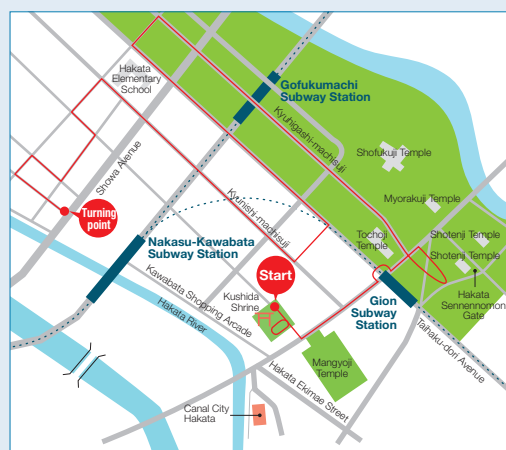 Hakata
Elementary
School
Gofukumachi
Subway Station
Kyuhigashi-machisuji
Shofukuji Temple
Showa Avenue
Myorakuji Temple
Turning
point
Kyunishi-machisuji
Tochoji
Temple
Shotenji Temple
Shotenji Temple
Nakasu-Kawabata
Subway Station
Start
Kushida
Shrine
Hakata
Sennennomon
Gate
Kawabata Shopping Arcade
Gion
Subway
Station
Hakata River
Taihaku-dori Avenue
Mangyoji
Temple
Hakata Ekimae Street
Canal City
Hakata